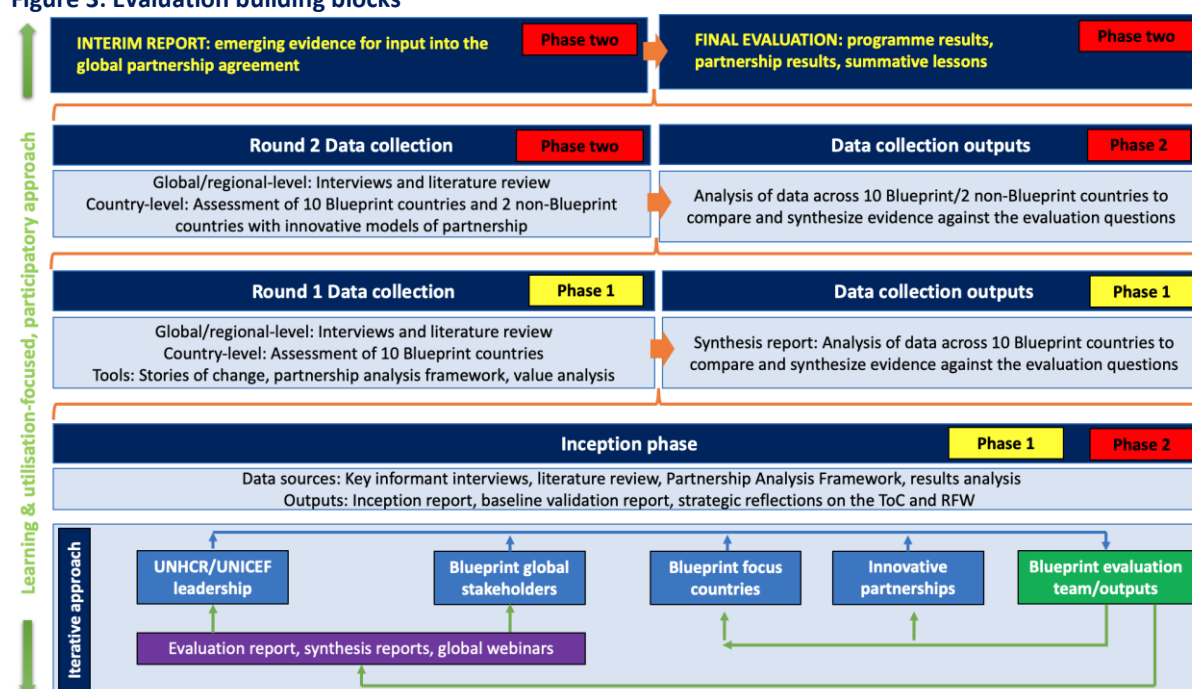 Figure 3: Evaluation building blocks
INTERIM REPORT: emerging evidence for input into the
global partnership agreement
Phase two
FINAL EVALUATION: programme results,
partnership results, summative lessons
Phase two
Learning & utilisation-focused, participatory approach
Round 2 Data collection
Phase two
Data collection outputs
Phase 2
Global/regional-level: Interviews and literature review
Country-level: Assessment of 10 Blueprint countries and 2 non-Blueprint
countries with innovative models of partnership
Analysis of data across 10 Blueprint/2 non-Blueprint countries to
compare and synthesize evidence against the evaluation questions
Round 1 Data collection
Phase 1
Data collection outputs
Phase 1
Global/regional-level: Interviews and literature review
Country-level: Assessment of 10 Blueprint countries
Tools: Stories of change, partnership analysis framework, value analysis
Synthesis report: Analysis of data across 10 Blueprint countries to
compare and synthesize evidence against the evaluation questions
Inception phase
Phase 1
Phase 2
Data sources: Key informant interviews, literature review, Partnership Analysis Framework, results analysis
Outputs: Inception report, baseline validation report, strategic reflections on the ToC and RFW
Iterative approach
UNHCR/UNICEF
leadership
Blueprint global
stakeholders
Blueprint focus
countries
Innovative
partnerships
Blueprint evaluation
team/outputs
Evaluation report, synthesis reports, global webinars